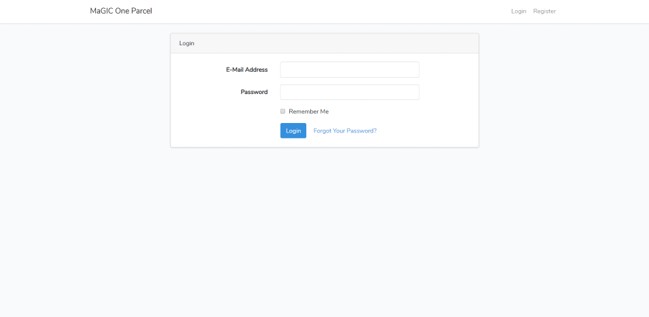 MaGIC One Parcel Login Register
Login
E-Mail Address
Password
Remember Me
Login Forgot Your Password?